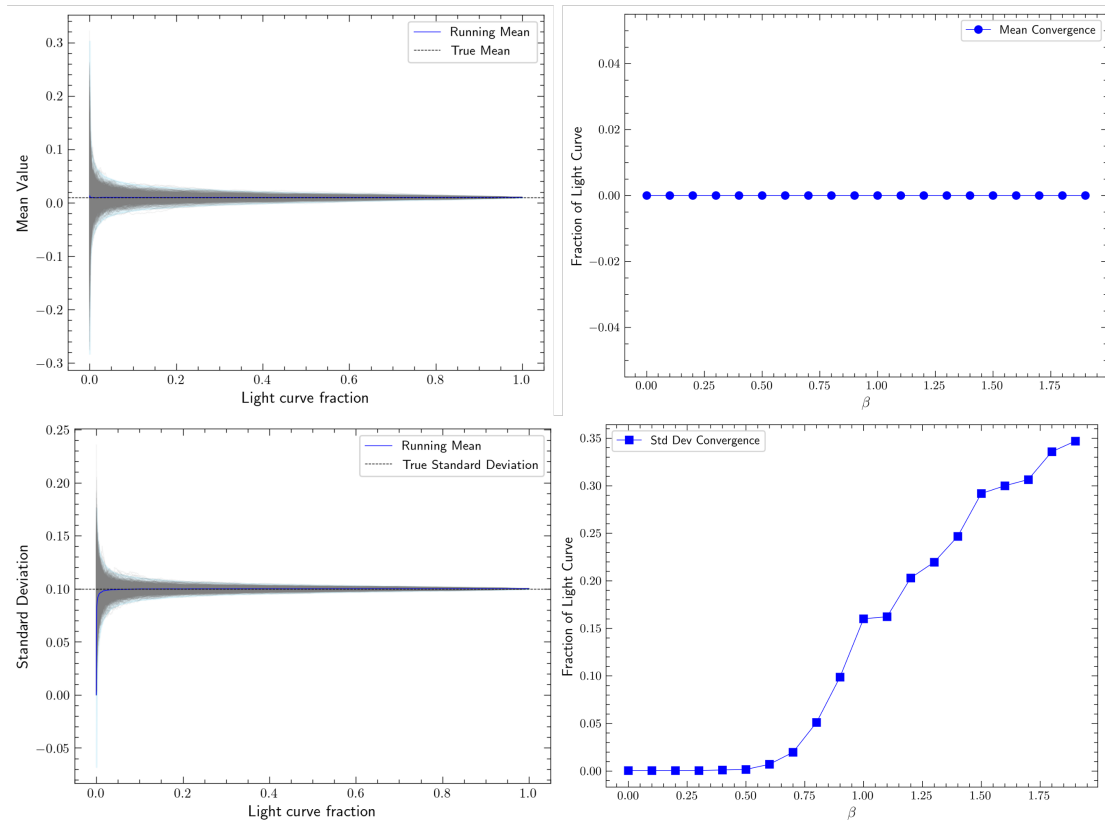 Running Mean
True Mean
0.3
0.2
0.1
0.0
−0.1
−0.2
−0.3
Mean Value
0.0 0.2 0.4 0.6 0.8 1.0
Light curve fraction
Mean Convergence
0.04
0.02
0.00
−0.02
−0.04
Fraction of Light Curve
0.00 0.25 0.50 0.75 1.00 1.25 1.50 1.75
β
Running Mean
True Standard Deviation
0.25
0.20
0.15
0.10
0.05
0.00
−0.05
Standard Deviation
0.0 0.2 0.4 0.6 0.8 1.0
Light curve fraction
Std Dev Convergence
0.35
0.30
0.25
0.20
0.15
0.10
0.05
0.00
Fraction of Light Curve
0.00 0.25 0.50 0.75 1.00 1.25 1.50 1.75
β